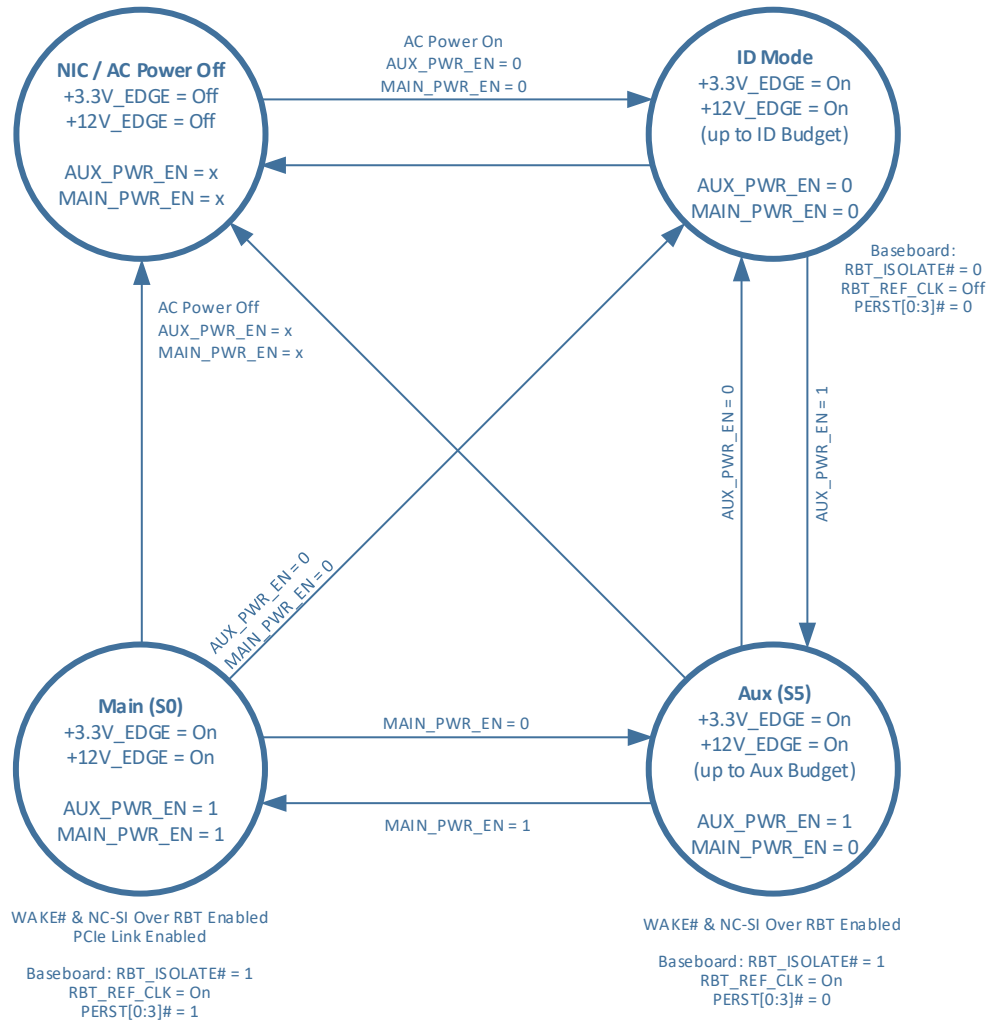 NIC / AC Power Off
+3.3V_EDGE = Off
+12V_EDGE = Off
AUX_PWR_EN = x
MAIN_PWR_EN = x
AC Power On
AUX_PWR_EN = 0
MAIN_PWR_EN = 0
ID Mode
+3.3V_EDGE = On
+12V_EDGE = On
(up to ID Budget)
AUX_PWR_EN = 0
MAIN_PWR_EN = 0
Baseboard:
RBT_ISOLATE# = 0
RBT_REF_CLK = Off
PERST[0:3]# = 0
AC Power Off
AUX_PWR_EN = x
MAIN_PWR_EN = x
AUX_PWR_EN = 0
AUX_PWR_EN = 1
AUX_PWR_EN = 0
MAIN_PWR_EN = 0
Main (S0)
+3.3V_EDGE = On
+12V_EDGE = On
AUX_PWR_EN = 1
MAIN_PWR_EN = 1
MAIN_PWR_EN = 0
MAIN_PWR_EN = 1
Aux (S5)
+3.3V_EDGE = On
+12V_EDGE = On
(up to Aux Budget)
AUX_PWR_EN = 1
MAIN_PWR_EN = 0
WAKE# & NC-SI Over RBT Enabled
PCIe Link Enabled
Baseboard: RBT_ISOLATE# = 1
RBT_REF_CLK = On
PERST[0:3]# = 1
WAKE# & NC-SI Over RBT Enabled
Baseboard: RBT_ISOLATE# = 1
RBT_REF_CLK = On
PERST[0:3]# = 0